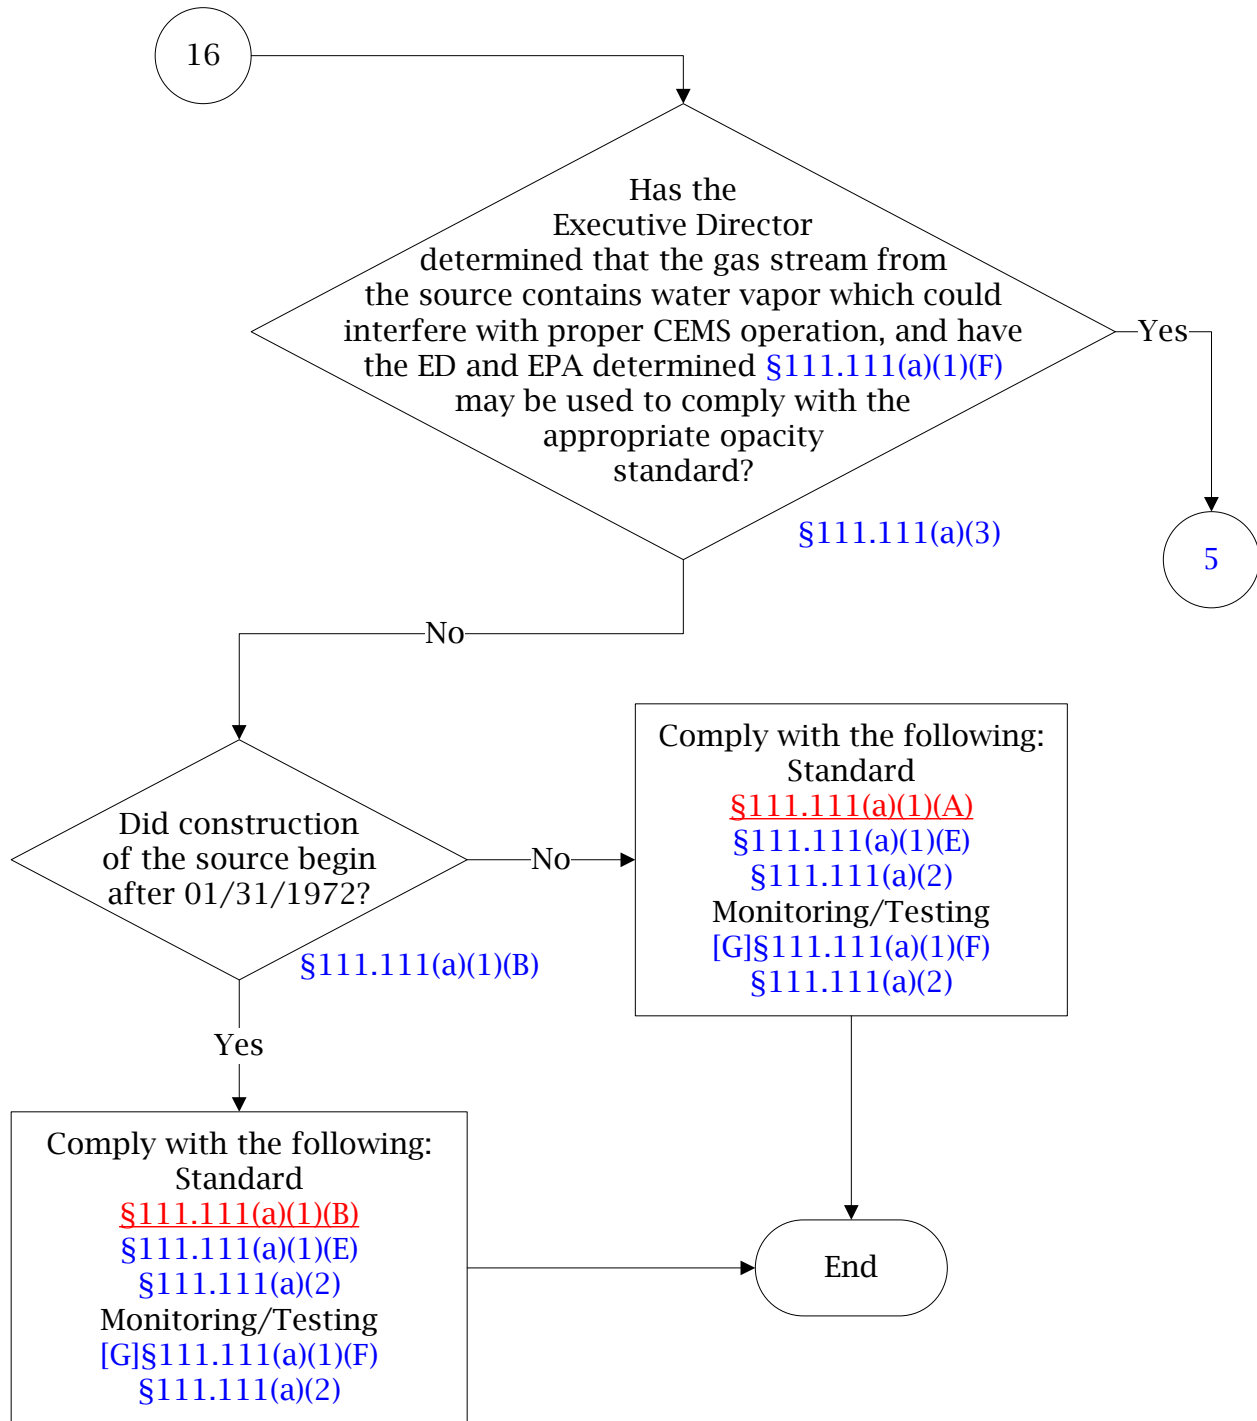 16
Has the
Executive Director
determined that the gas stream from
the source contains water vapor which could
interfere with proper CEMS operation, and have
the ED and EPA determined §111.111(a)(1)(F)
may be used to comply with the
appropriate opacity
standard?
Yes
§111.111(a)(3)
5
No
Did construction
of the source begin
after 01/31/1972?
§111.111(a)(1)(B)
No
Comply with the following:
Standard
§111.111(a)(1)(A)
§111.111(a)(1)(E)
§111.111(a)(2)
Monitoring/Testing
[G]§111.111(a)(1)(F)
§111.111(a)(2)
Yes
Comply with the following:
Standard
§111.111(a)(1)(B)
§111.111(a)(1)(E)
§111.111(a)(2)
Monitoring/Testing
[G]§111.111(a)(1)(F)
§111.111(a)(2)
End